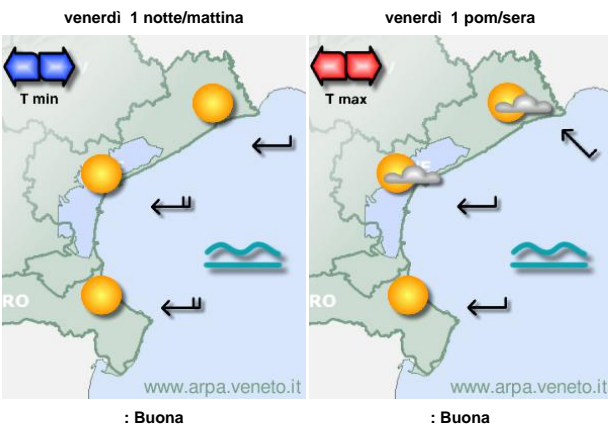 venerdì 1 notte/mattina
venerdì 1 pom/sera
T min
T max
RO
RO
www.arpa.veneto.it
www.arpa.veneto.it
: Buona
: Buona